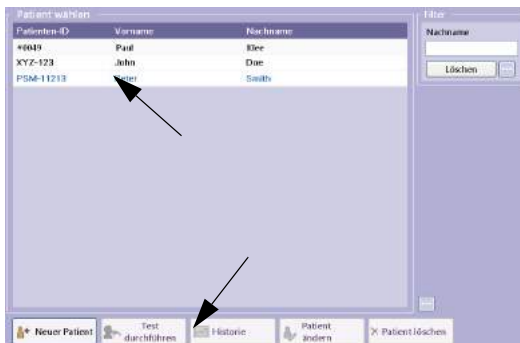 Patient wählen
Patienten-ID Vorname Nachname
#0049 Paul Klee
XYZ-123 John Doe
PSM-11213 Peter Smith
Filter
Nachname
Löschen
Neuer Patient
Test
durchführen
Historie
Patient
ändern
Patient löschen